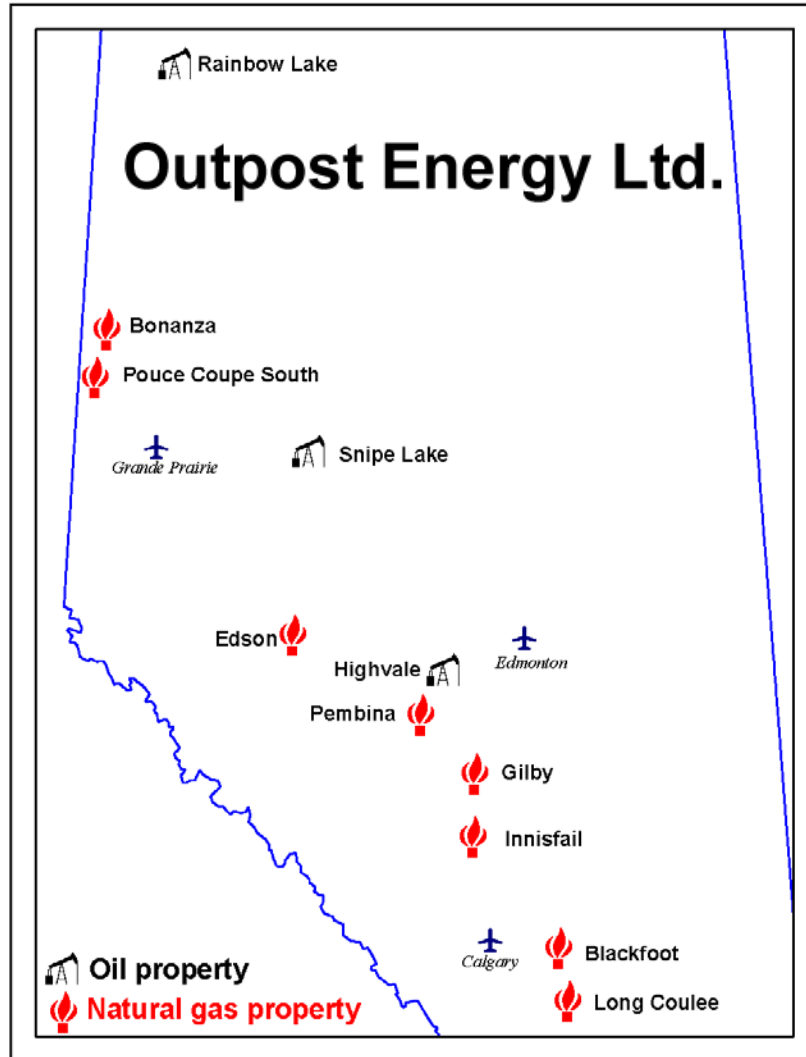 Rainbow Lake
Outpost Energy Ltd.
Bonanza
Pouce Coupe South
Grande Prairie
Snipe Lake
Edson
Edmonton
Highvale
Pembina
Gilby
Innisfail
Calgary
Blackfoot
Oil property
Long Coulee
Natural gas property